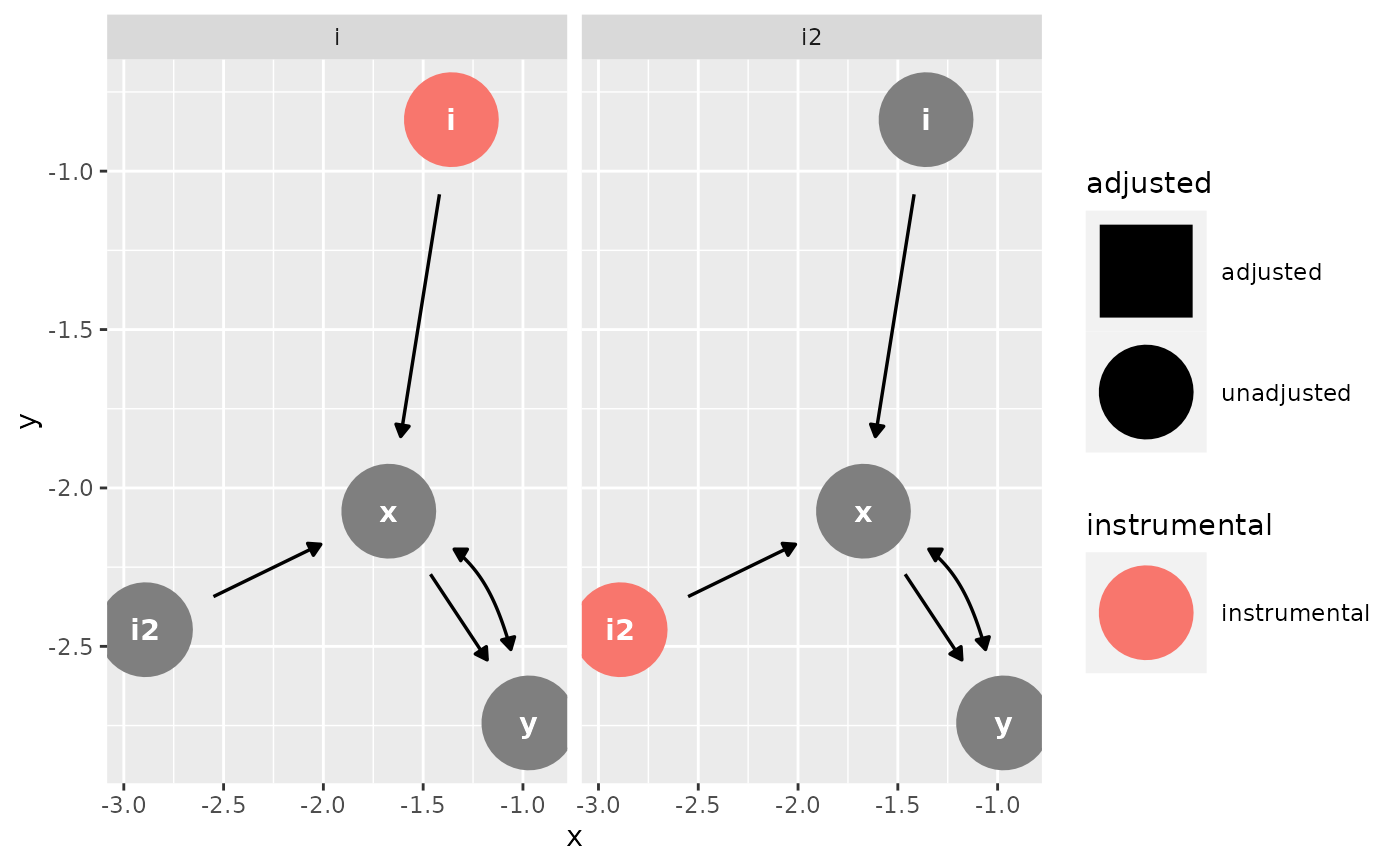 i i2
i i
-1.0
-1.5
-2.0
-2.5
x x
i2 i2
y y
y
-3.0 -2.5 -2.0 -1.5 -1.0 -3.0 -2.5 -2.0 -1.5 -1.0
x
adjusted
adjusted
unadjusted
instrumental
instrumental